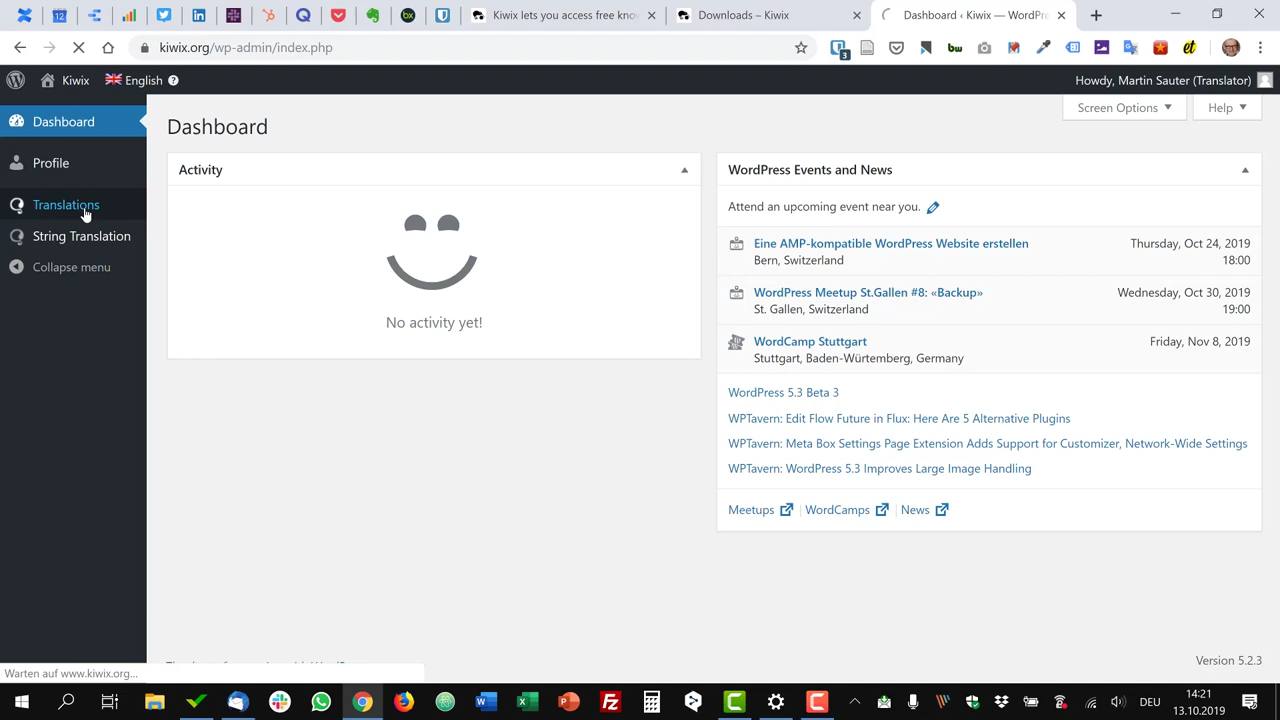 Kiwix lets you access free kno
Downloads – Kiwix
Dashboard ‹ Kiwix — WordPr
kiwix.org/wp-admin/index.php
3
Kiwix
English
Howdy, Martin Sauter (Translator)
Screen Options
Help
Dashboard
Profile
Translations
String Translation
Collapse menu
Dashboard
Activity
No activity yet!
WordPress Events and News
Attend an upcoming event near you.
Eine AMP-kompatible WordPress Website erstellen
Thursday, Oct 24, 2019
Bern, Switzerland
18:00
WordPress Meetup St.Gallen #8: «Backup»
Wednesday, Oct 30, 2019
St. Gallen, Switzerland
19:00
WordCamp Stuttgart
Friday, Nov 8, 2019
Stuttgart, Baden-Würtemberg, Germany
WordPress 5.3 Beta 3
WPTavern: Edit Flow Future in Flux: Here Are 5 Alternative Plugins
WPTavern: Meta Box Settings Page Extension Adds Support for Customizer, Network-Wide Settings
WPTavern: WordPress 5.3 Improves Large Image Handling
Meetups | WordCamps | News
Version 5.2.3
Warten auf www.kiwix.org...
DEU
14:21
13.10.2019